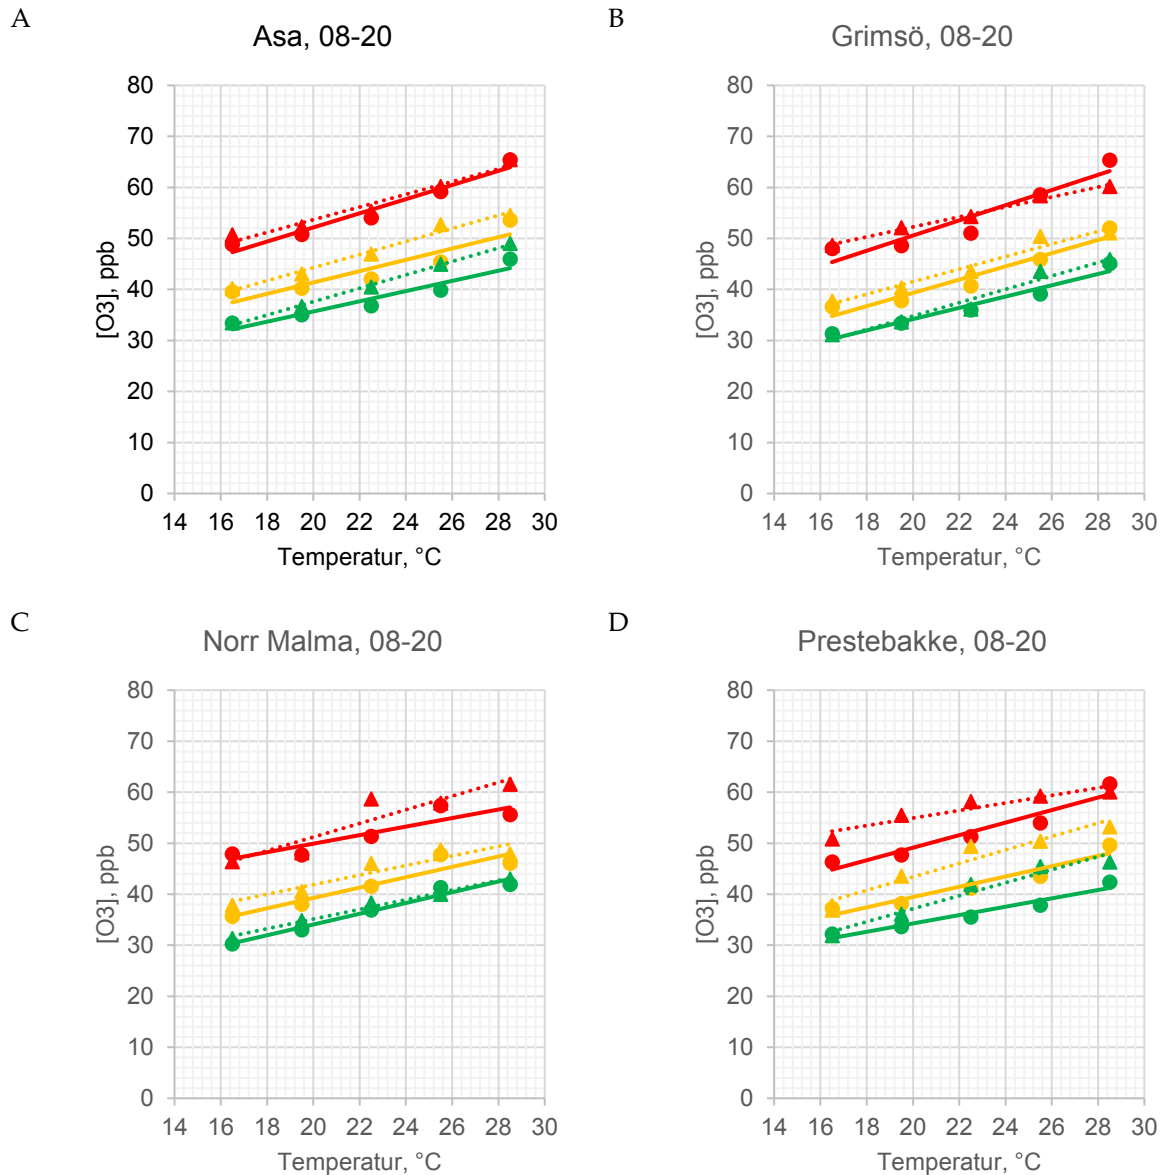 A
Asa, 08-20
80
70
60
50
40
30
20
10
0
[O3], ppb
14 16 18 20 22 24 26 28 30
Temperatur, °C
B
Grimsö, 08-20
80
70
60
50
40
30
20
10
0
[O3], ppb
14 16 18 20 22 24 26 28 30
Temperatur, °C
C
Norr Malma, 08-20
80
70
60
50
40
30
20
10
0
[O3], ppb
14 16 18 20 22 24 26 28 30
Temperatur, °C
D
Prestebakke, 08-20
80
70
60
50
40
30
20
10
0
[O3], ppb
14 16 18 20 22 24 26 28 30
Temperatur, °C